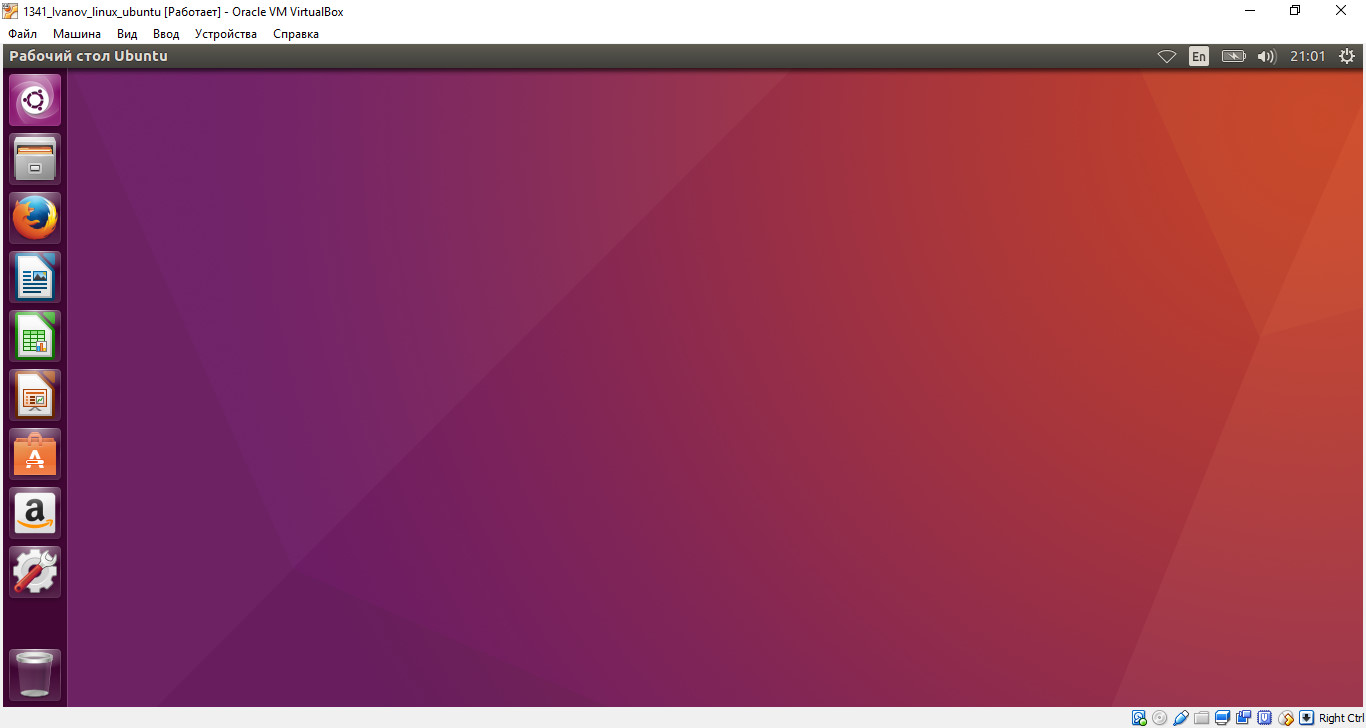 1341_Ivanov_linux_ubuntu [Работает] - Oracle VM VirtualBox
Файл Машина Вид Ввод Устройства Справка
Рабочий стол Ubuntu En 21:01
a
Right Ctrl